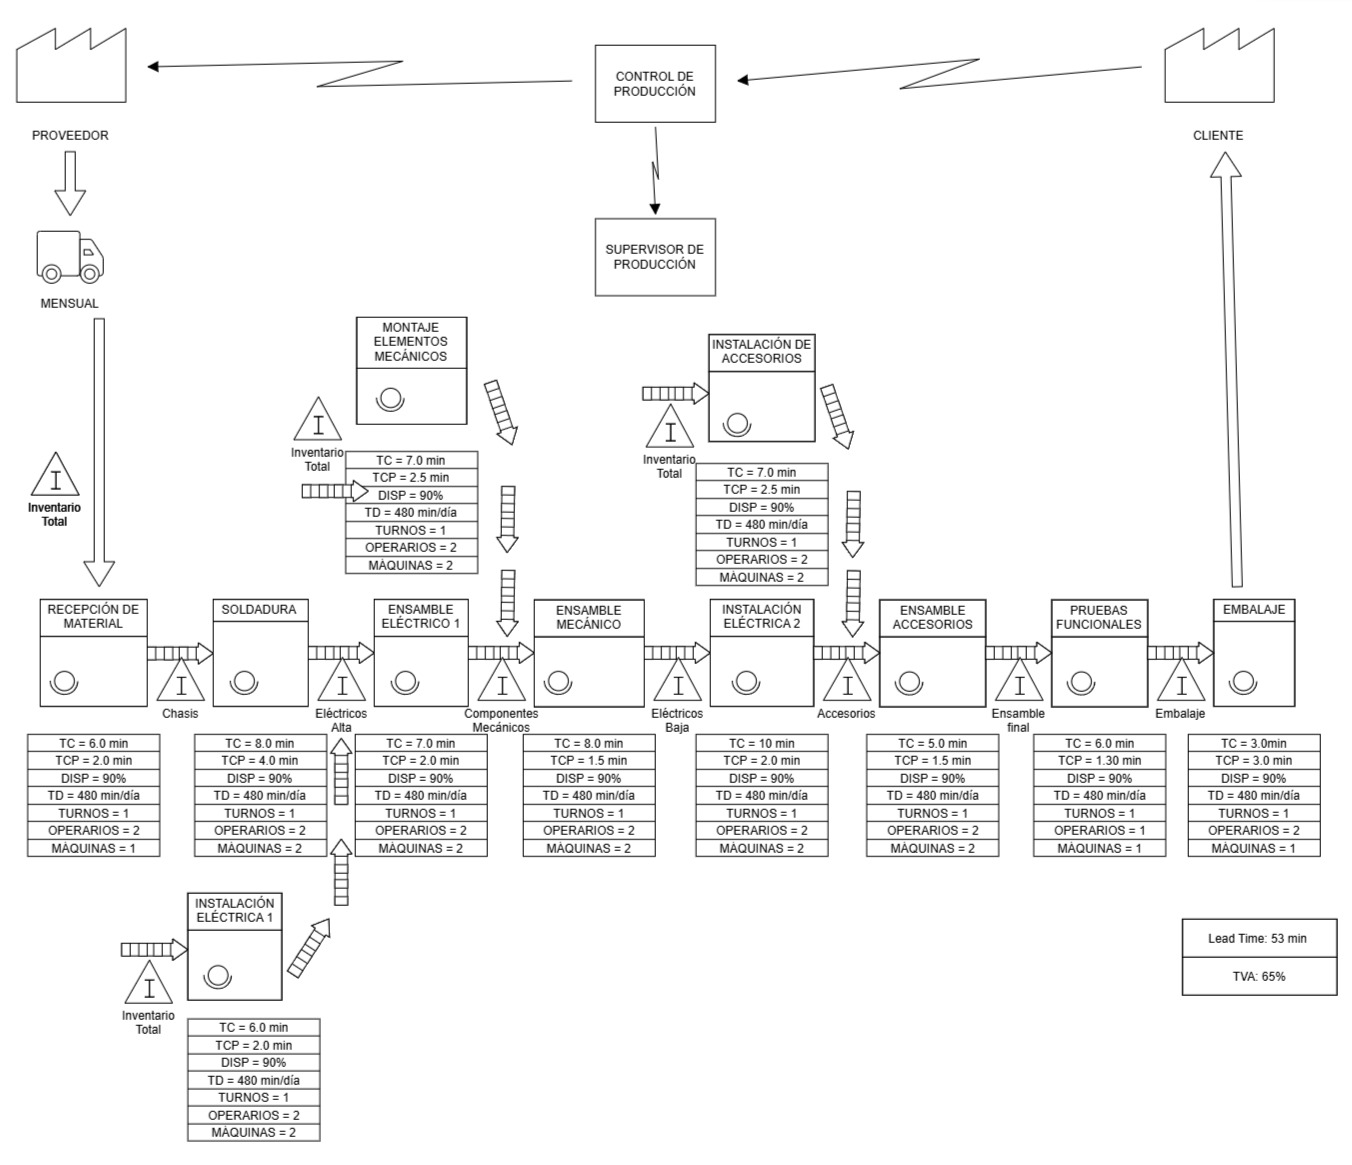 CONTROL DE
PRODUCCIÓN
PROVEEDOR
CLIENTE
SUPERVISOR DE
PRODUCCIÓN
MENSUAL
Inventario
Total
MONTAJE
ELEMENTOS
MECÁNICOS
Inventario
Total
TC = 7.0 min
TCP = 2.5 min
DISP = 90%
TD = 480 min/día
TURNOS = 1
OPERARIOS = 2
MÁQUINAS = 2
INSTALACIÓN DE
ACCESORIOS
Inventario
Total
TC = 7.0 min
TCP = 2.5 min
DISP = 90%
TD = 480 min/día
TURNOS = 1
OPERARIOS = 2
MÁQUINAS = 2
RECEPCIÓN DE
MATERIAL
Chasis
SOLDADURA
Eléctricos
Alta
ENSAMBLE
ELÉCTRICO 1
Componentes
Mecánicos
ENSAMBLE
MECÁNICO
Eléctricos
Baja
INSTALACIÓN
ELÉCTRICA 2
Accesorios
ENSAMBLE
ACCESORIOS
Ensamble
final
PRUEBAS
FUNCIONALES
Embalaje
EMBALAJE
TC = 6.0 min
TCP = 2.0 min
DISP = 90%
TD = 480 min/día
TURNOS = 1
OPERARIOS = 2
MÁQUINAS = 1
TC = 8.0 min
TCP = 4.0 min
DISP = 90%
TD = 480 min/día
TURNOS = 1
OPERARIOS = 2
MÁQUINAS = 2
TC = 7.0 min
TCP = 2.0 min
DISP = 90%
TD = 480 min/día
TURNOS = 1
OPERARIOS = 2
MÁQUINAS = 2
TC = 8.0 min
TCP = 1.5 min
DISP = 90%
TD = 480 min/día
TURNOS = 1
OPERARIOS = 2
MÁQUINAS = 2
TC = 10 min
TCP = 2.0 min
DISP = 90%
TD = 480 min/día
TURNOS = 1
OPERARIOS = 2
MÁQUINAS = 2
TC = 5.0 min
TCP = 1.5 min
DISP = 90%
TD = 480 min/día
TURNOS = 1
OPERARIOS = 2
MÁQUINAS = 2
TC = 6.0 min
TCP = 1.30 min
DISP = 90%
TD = 480 min/día
TURNOS = 1
OPERARIOS = 1
MÁQUINAS = 1
TC = 3.0min
TCP = 3.0 min
DISP = 90%
TD = 480 min/día
TURNOS = 1
OPERARIOS = 2
MÁQUINAS = 1
INSTALACIÓN
ELÉCTRICA 1
Inventario
Total
TC = 6.0 min
TCP = 2.0 min
DISP = 90%
TD = 480 min/día
TURNOS = 1
OPERARIOS = 2
MÁQUINAS = 2
Lead Time: 53 min
TVA: 65%